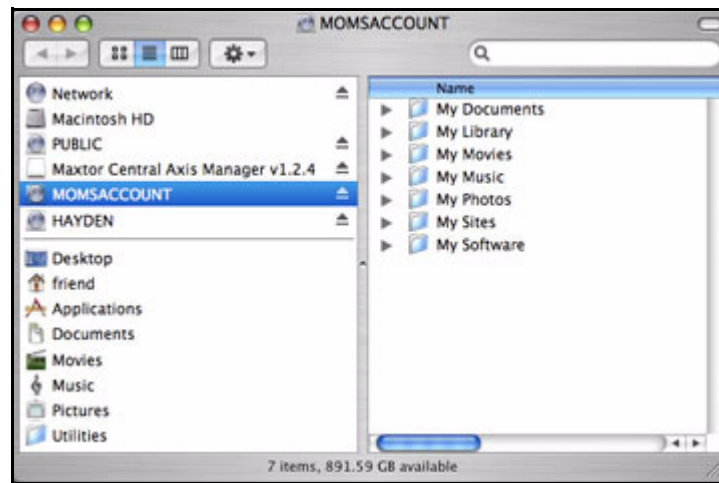 MOMSACCOUNT
Network
Macintosh HD
PUBLIC
Maxtor Central Axis Manager v1.2.4
MOMSACCOUNT
HAYDEN
Desktop
friend
Applications
Documents
Movies
Music
Pictures
Utilities
Name
My Documents
My Library
My Movies
My Music
My Photos
My Sites
My Software
7 items, 891.59 GB available